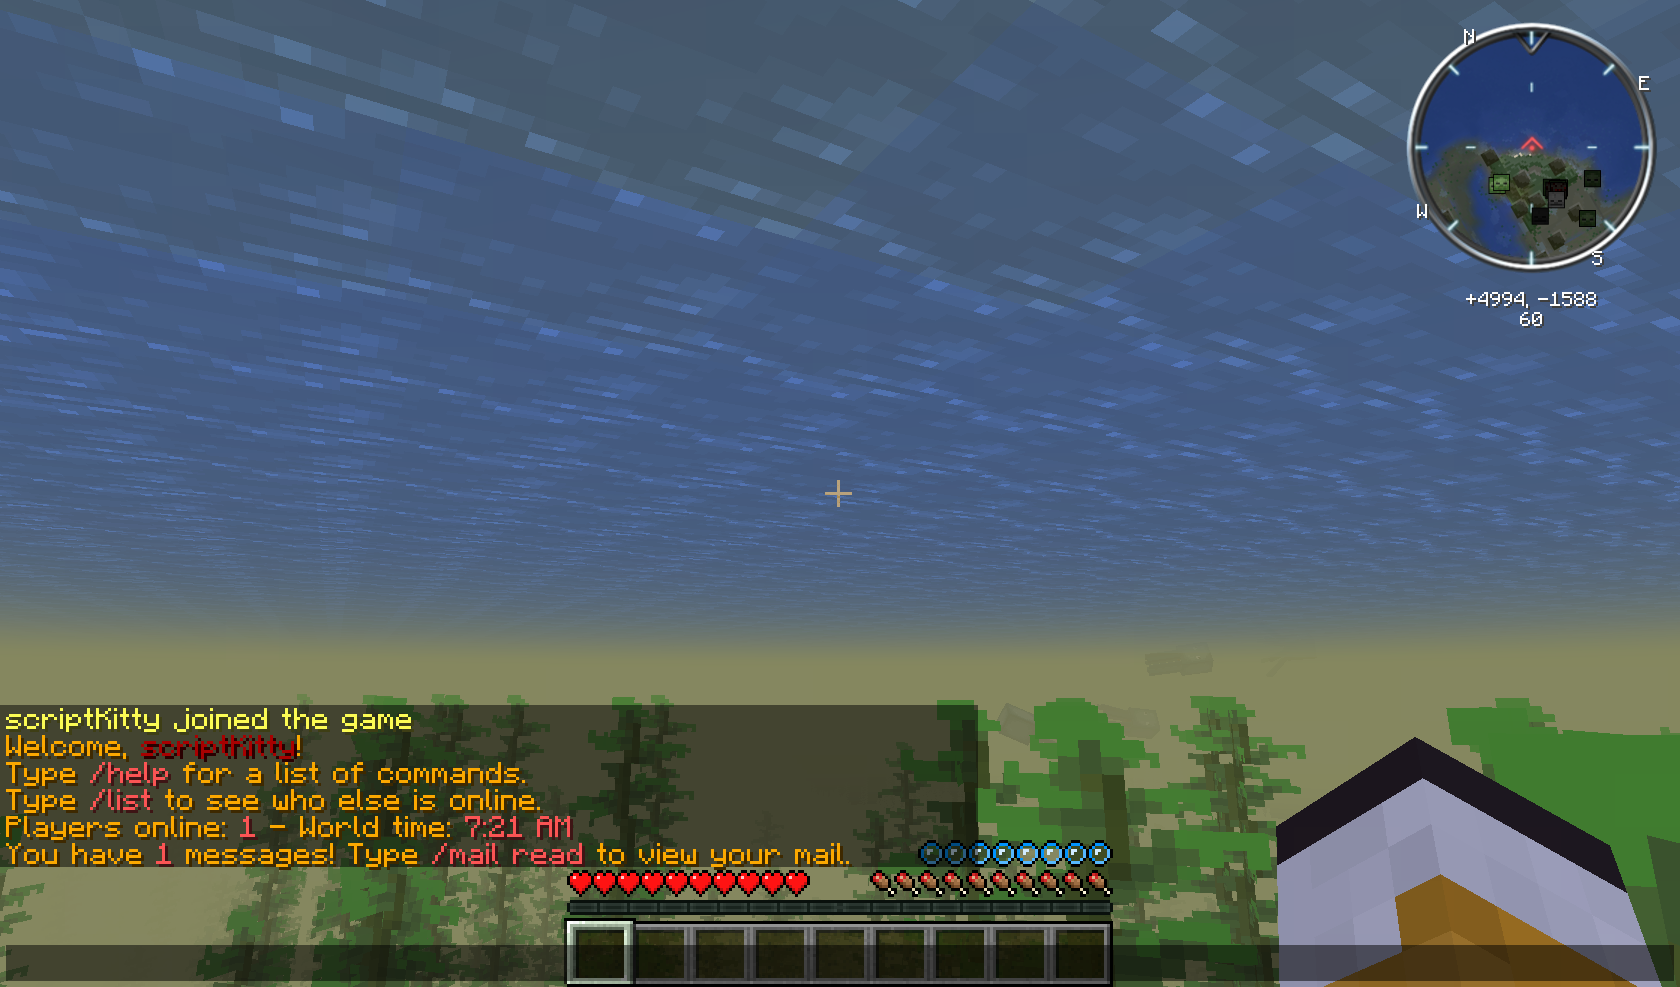 scriptKitty joined the game
Welcome, scriptKitty!
Type /help for a list of commands.
Type /list to see who else is online.
Players online: 1 - World time: 7:21 AM
You have 1 messages! Type /mail read to view your mail.
N
E
W
S
+4994, -1588
60